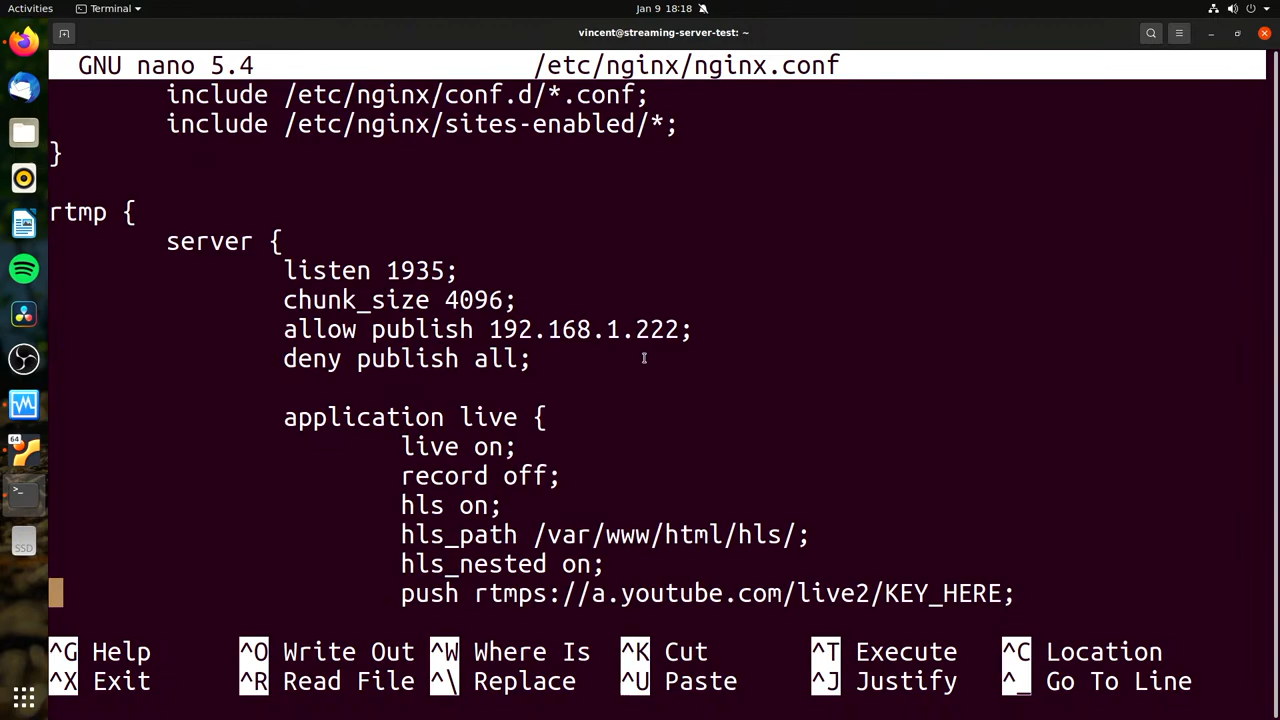 Activities
Terminal
Jan 9 18:18
vincent@streaming-server-test: ~
GNU nano 5.4 /etc/nginx/nginx.conf
include /etc/nginx/conf.d/*.conf;
include /etc/nginx/sites-enabled/*;
}
rtmp {
server {
listen 1935;
chunk_size 4096;
allow publish 192.168.1.222;
deny publish all;
application live {
live on;
record off;
hls on;
hls_path /var/www/html/hls/;
hls_nested on;
push rtmps://a.youtube.com/live2/KEY_HERE;
^G Help ^O Write Out ^W Where Is ^K Cut ^T Execute ^C Location
^X Exit ^R Read File ^\ Replace ^U Paste ^J Justify ^_ Go To Line
64
SSD